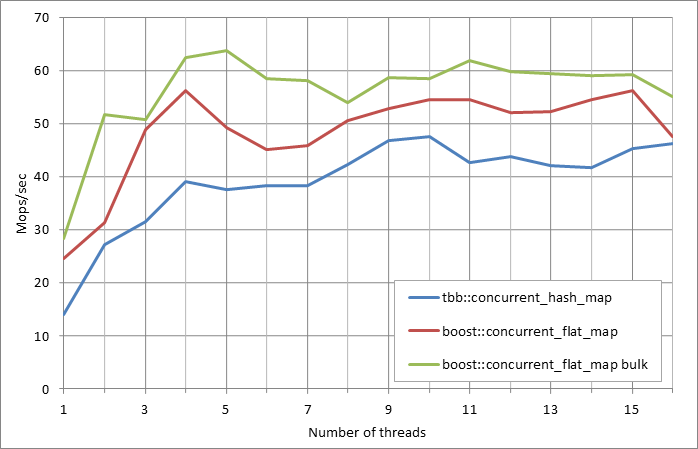 70
60
50
40
30
20
10
0
Mops/sec
tbb::concurrent_hash_map
boost::concurrent_flat_map
boost::concurrent_flat_map bulk
1 3 5 7 9 11 13 15
Number of threads